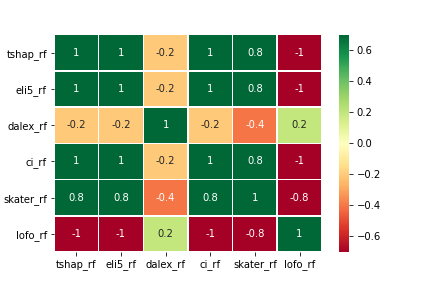 tshap_rf 1 1 -0.2 1 0.8 -1
eli5_rf 1 1 -0.2 1 0.8 -1
dalex_rf -0.2 -0.2 1 -0.2 -0.4 0.2
ci_rf 1 1 -0.2 1 0.8 -1
skater_rf 0.8 0.8 -0.4 0.8 1 -0.8
lofo_rf -1 -1 0.2 -1 -0.8 1
tshap_rf eli5_rf dalex_rf ci_rf skater_rf lofo_rf
0.6
0.4
0.2
0.0
−0.2
−0.4
−0.6